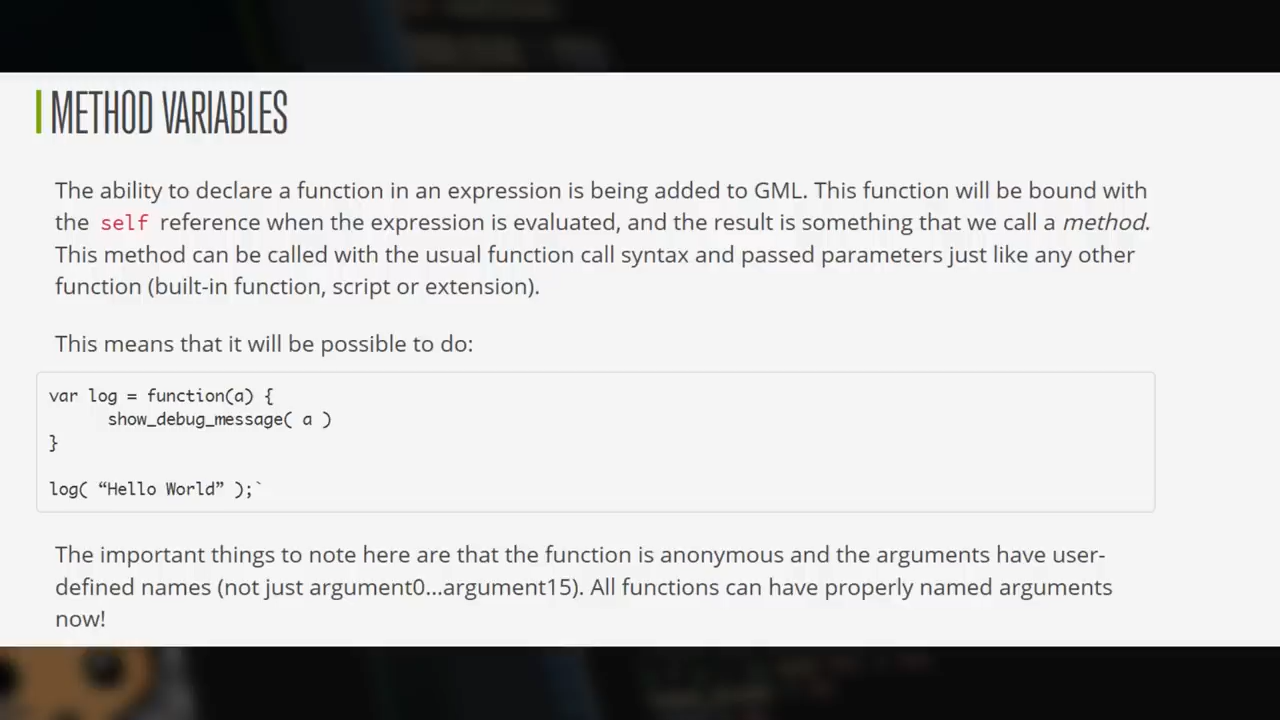 METHOD VARIABLES
The ability to declare a function in an expression is being added to GML. This function will be bound with
the self reference when the expression is evaluated, and the result is something that we call a method.
This method can be called with the usual function call syntax and passed parameters just like any other
function (built-in function, script or extension).
This means that it will be possible to do:
var log = function(a) {
show_debug_message( a )
}
log( “Hello World” );`
The important things to note here are that the function is anonymous and the arguments have user-
defined names (not just argument0...argument15). All functions can have properly named arguments
now!